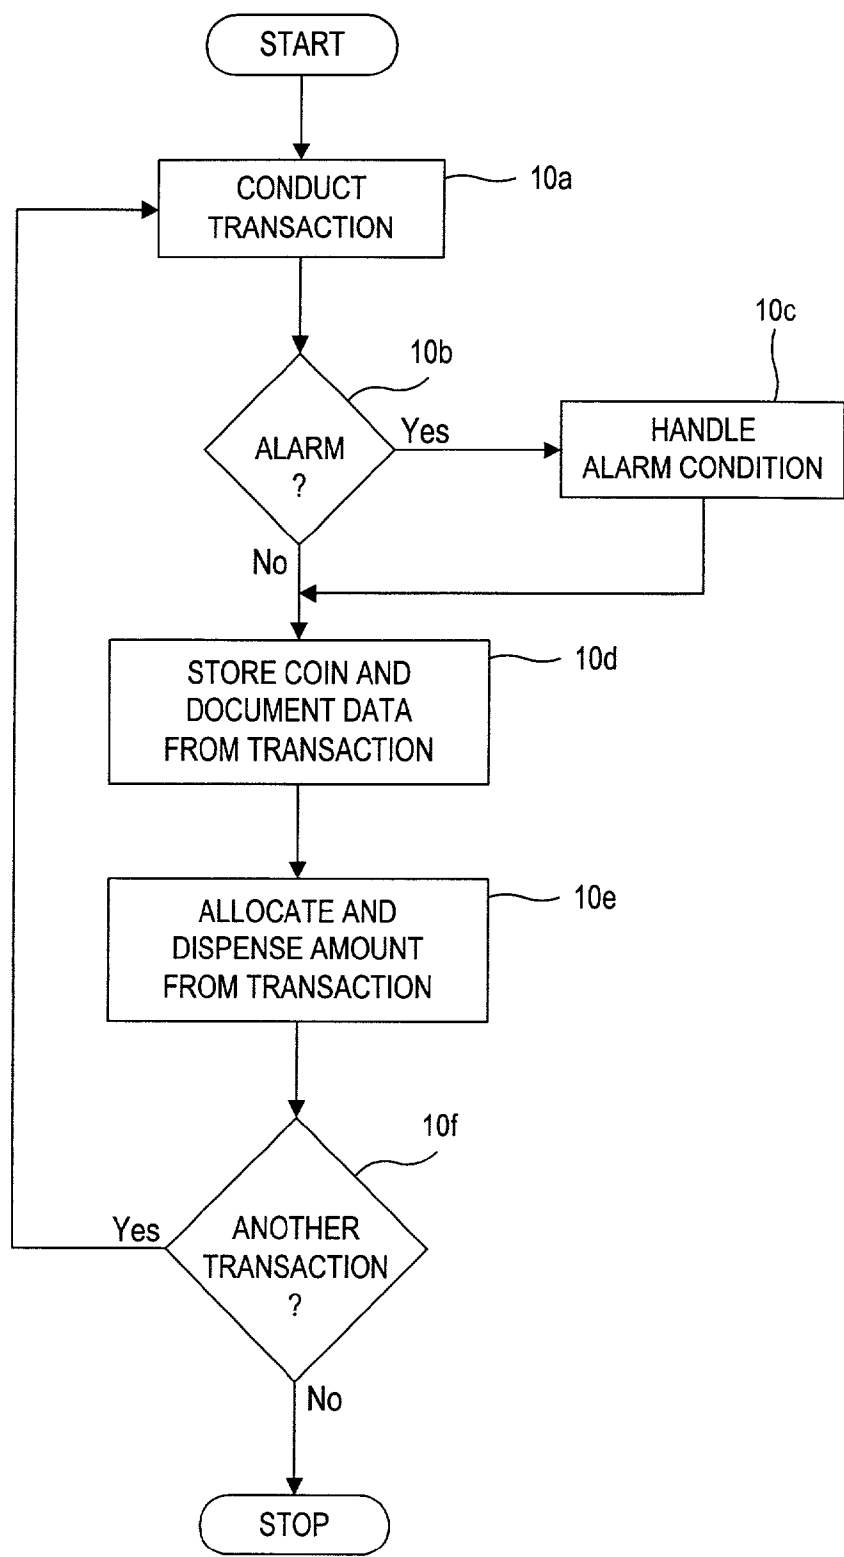 START
CONDUCT
TRANSACTION
10a
10b
10c
ALARM
?
Yes
HANDLE
ALARM CONDITION
No
STORE COIN AND
DOCUMENT DATA
FROM TRANSACTION
10d
ALLOCATE AND
DISPENSE AMOUNT
FROM TRANSACTION
10e
10f
Yes
ANOTHER
TRANSACTION
?
No
STOP